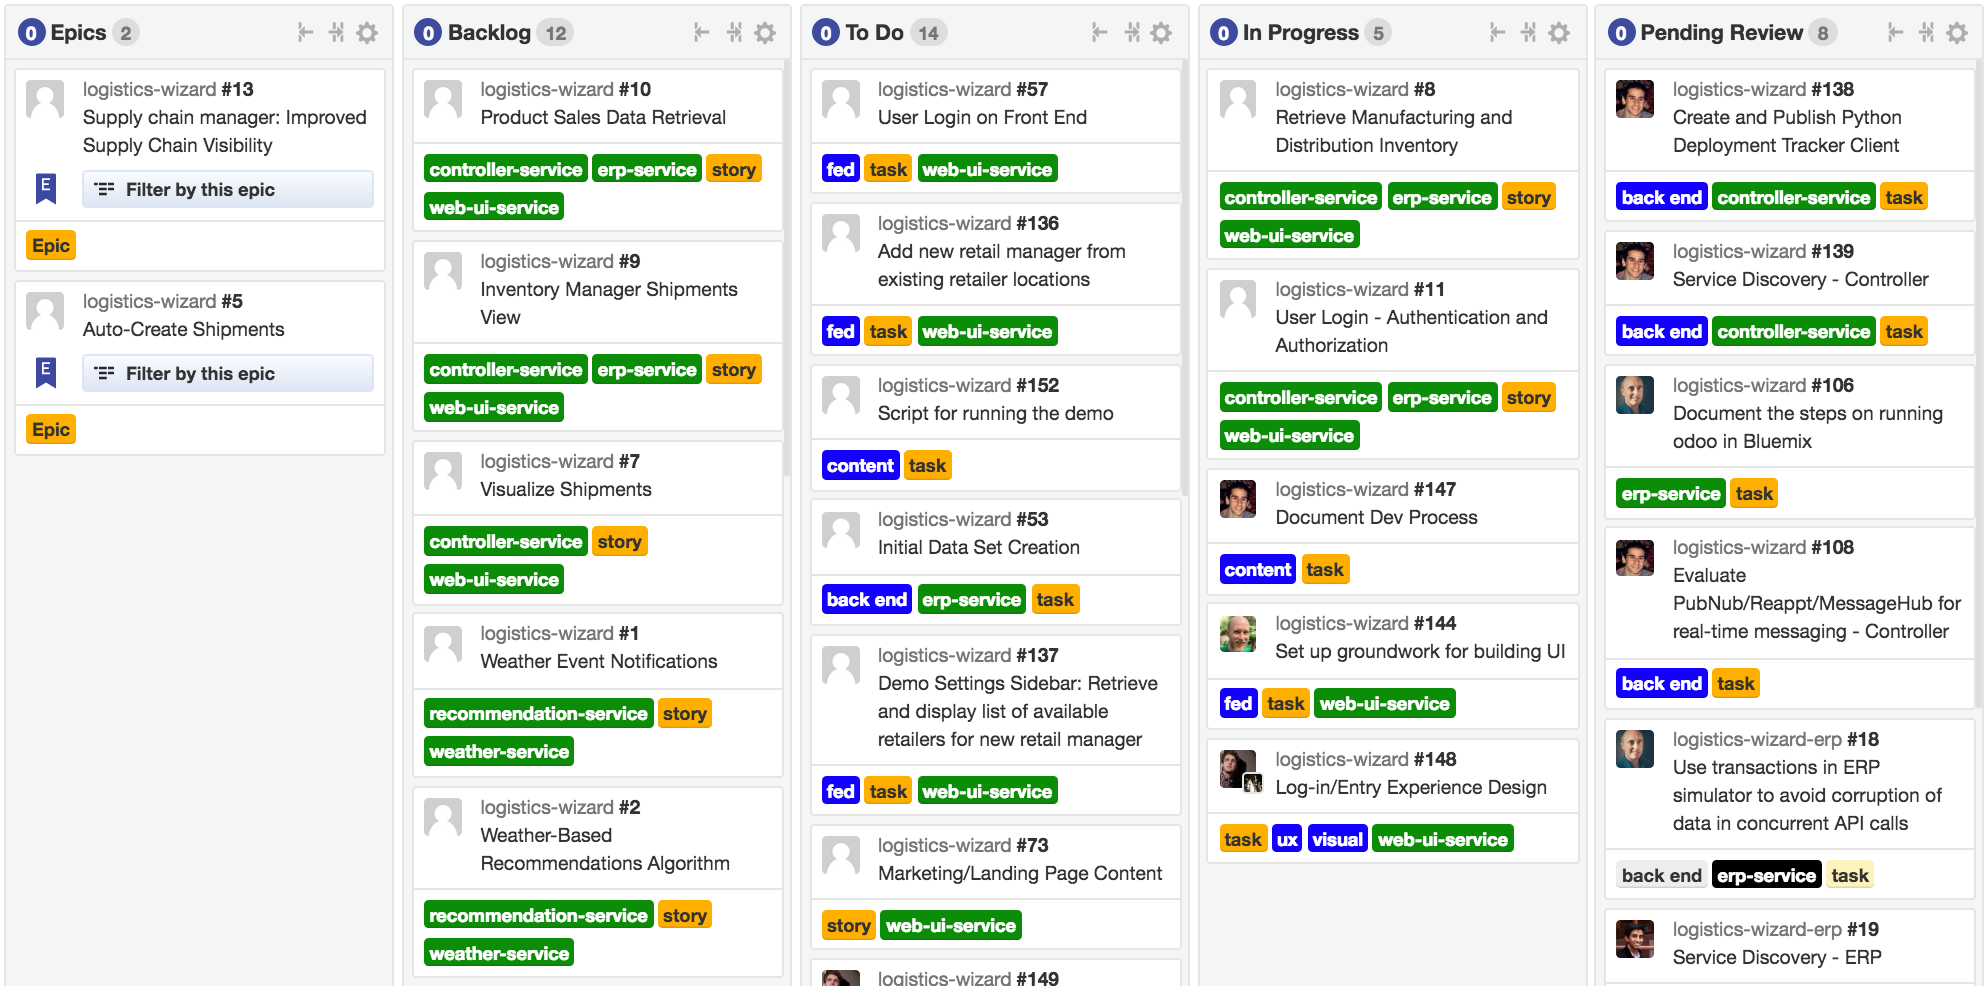 0 Epics 2
logistics-wizard #13
Supply chain manager: Improved
Supply Chain Visibility
E Filter by this epic
Epic
logistics-wizard #5
Auto-Create Shipments
E Filter by this epic
Epic
0 Backlog 12
logistics-wizard #10
Product Sales Data Retrieval
controller-service erp-service story
web-ui-service
logistics-wizard #9
Inventory Manager Shipments
View
controller-service erp-service story
web-ui-service
logistics-wizard #7
Visualize Shipments
controller-service story
web-ui-service
logistics-wizard #1
Weather Event Notifications
recommendation-service story
weather-service
logistics-wizard #2
Weather-Based
Recommendations Algorithm
recommendation-service story
weather-service
0 To Do 14
logistics-wizard #57
User Login on Front End
fed task web-ui-service
logistics-wizard #136
Add new retail manager from
existing retailer locations
fed task web-ui-service
logistics-wizard #152
Script for running the demo
content task
logistics-wizard #53
Initial Data Set Creation
back end erp-service task
logistics-wizard #137
Demo Settings Sidebar: Retrieve
and display list of available
retailers for new retail manager
fed task web-ui-service
logistics-wizard #73
Marketing/Landing Page Content
story web-ui-service
logistics-wizard #149
0 In Progress 5
logistics-wizard #8
Retrieve Manufacturing and
Distribution Inventory
controller-service erp-service story
web-ui-service
logistics-wizard #11
User Login - Authentication and
Authorization
controller-service erp-service story
web-ui-service
logistics-wizard #147
Document Dev Process
content task
logistics-wizard #144
Set up groundwork for building UI
fed task web-ui-service
logistics-wizard #148
Log-in/Entry Experience Design
task ux visual web-ui-service
0 Pending Review 8
logistics-wizard #138
Create and Publish Python
Deployment Tracker Client
back end controller-service task
logistics-wizard #139
Service Discovery - Controller
back end controller-service task
logistics-wizard #106
Document the steps on running
odoo in Bluemix
erp-service task
logistics-wizard #108
Evaluate
PubNub/Reappt/MessageHub for
real-time messaging - Controller
back end task
logistics-wizard-erp #18
Use transactions in ERP
simulator to avoid corruption of
data in concurrent API calls
back end erp-service task
logistics-wizard-erp #19
Service Discovery - ERP